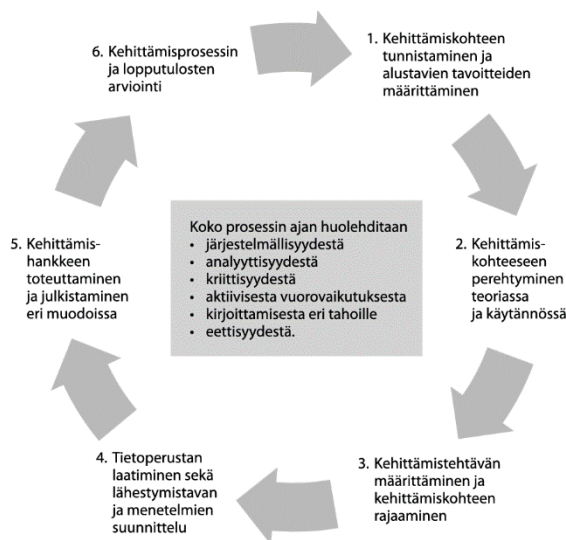 1. Kehittämiskohteen
tunnistaminen ja
alustavien tavoitteiden
määrittäminen
2. Kehittämis-
kohteeseen
perehtyminen
teoriassa
ja käytännössä
3. Kehittämistehtävän
määrittäminen ja
kehittämiskohteen
rajaaminen
4. Tietoperustan
laatiminen sekä
lähestymistavan
ja menetelmien
suunnittelu
5. Kehittämis-
hankkeen
toteuttaminen
ja julkistaminen
eri muodoissa
6. Kehittämisprosessin
ja lopputulosten
arviointi
Koko prosessin ajan huolehditaan
• järjestelmällisyydestä
• analyyttisyydestä
• kriittisyydestä
• aktiivisesta vuorovaikutuksesta
• kirjoittamisesta eri tahoille
• eettisyydestä.